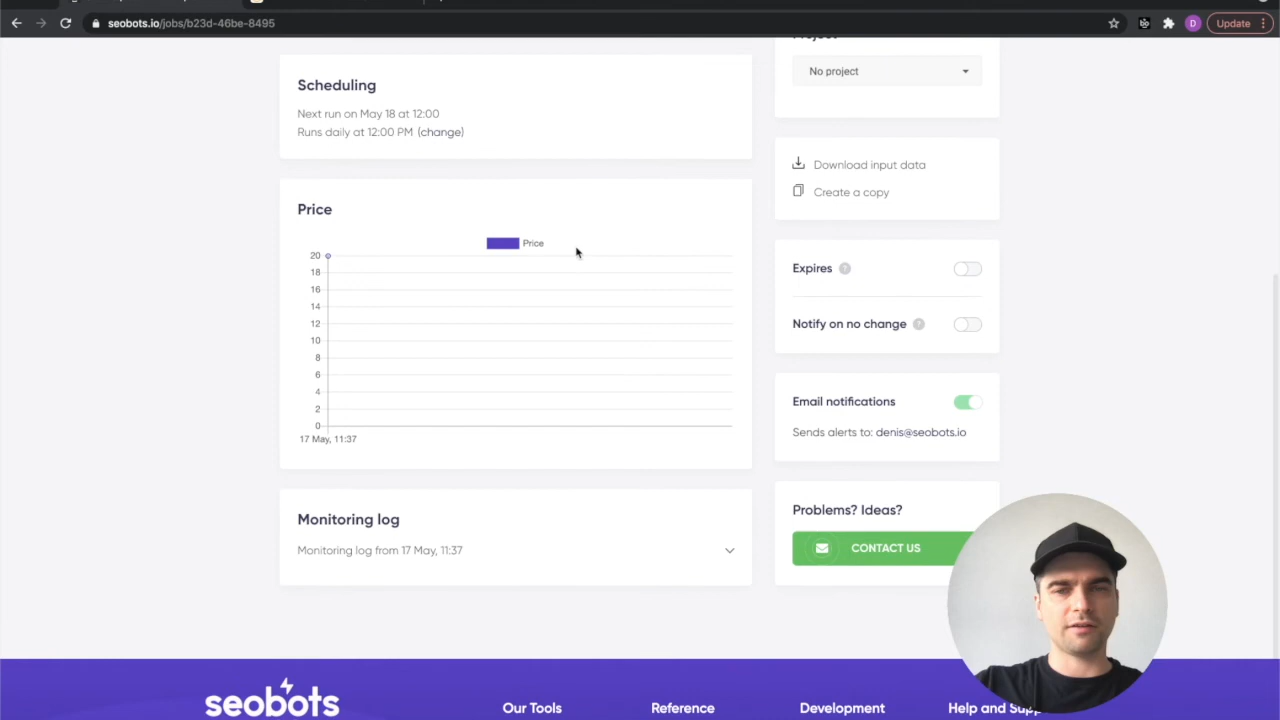 seobots.io/jobs/b23d-46be-8495
D
Update
Project
No project
Scheduling
Next run on May 18 at 12:00
Runs daily at 12:00 PM (change)
Download input data
Create a copy
Price
Price
20
18
16
14
12
10
8
6
4
2
0
17 May, 11:37
Expires ?
Notify on no change ?
Email notifications
Sends alerts to: denis@seobots.io
Monitoring log
Monitoring log from 17 May, 11:37
Problems? Ideas?
CONTACT US
seobots
Our Tools
Reference
Development
Help and Supp